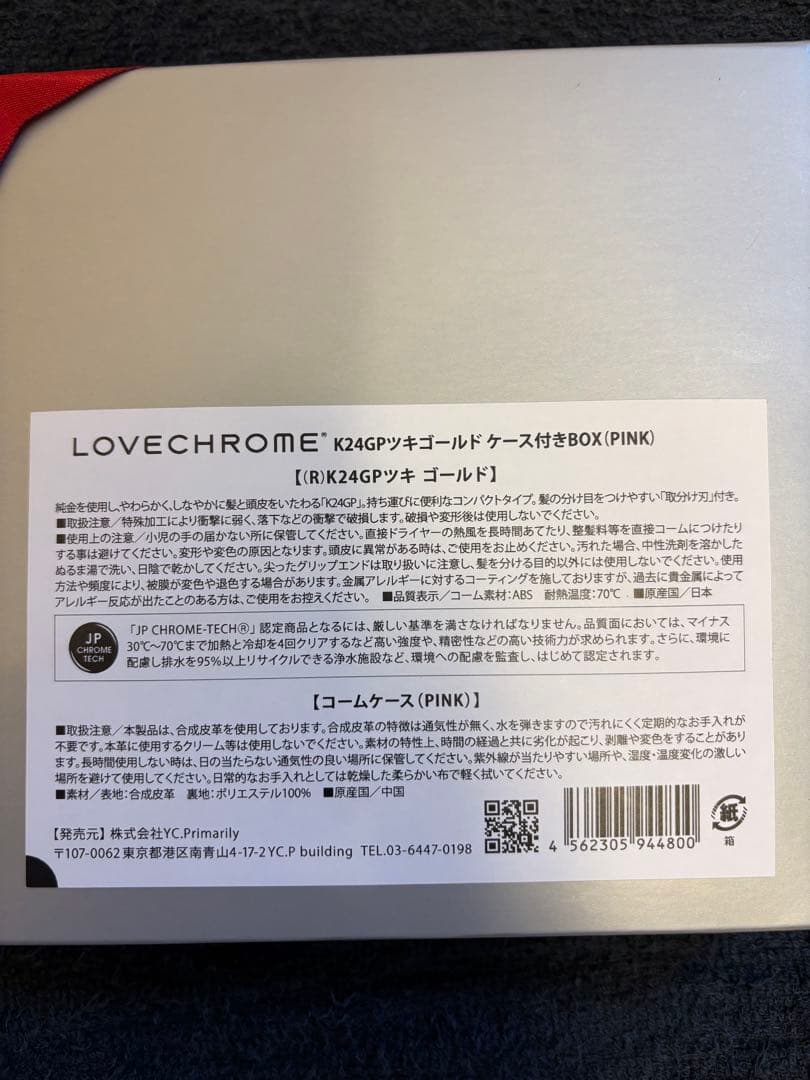 LOVECHROME® K24GPツキゴールド ケース付きBOX(PINK)
【(R)K24GPツキ ゴールド】
純金を使用し、やわらかく、しなやかに髪と頭皮をいたわる「K24GP」。持ち運びに便利なコンパクトタイプ。髪の分け目をつけやすい「取分け刃」付き。
■取扱注意／特殊加工により衝撃に弱く、落下などの衝撃で破損します。破損や変形後は使用しないでください。
■使用上の注意／小児の手の届かない所に保管してください。直接ドライヤーの熱風を長時間あてたり、整髪料等を直接コームにつけたり
する事は避けてください。変形や変色の原因となります。頭皮に異常がある時は、ご使用をお止めください。汚れた場合、中性洗剤を溶かした
ぬるま湯で洗い、日陰で乾かしてください。尖ったグリップエンドは取り扱いに注意し、髪を分ける目的以外には使用しないでください。使用
方法や頻度により、被膜が変色や退色する場合があります。金属アレルギーに対するコーティングを施しておりますが、過去に貴金属によって
アレルギー反応が出たことのある方は、ご使用をお控えください。 ■品質表示／コーム素材:ABS 耐熱温度:70℃ ■原産国／日本
JP
CHROME
TECH
「JP CHROME-TECH®」認定商品となるには、厳しい基準を満さなければなりません。品質面においては、マイナス
30℃〜70℃まで加熱と冷却を4回クリアするなど高い強度や、精密性などの高い技術力が求められます。さらに、環境に
配慮し排水を95%以上リサイクルできる浄水施設など、環境への配慮を監査し、はじめて認定されます。
【コームケース(PINK)】
■取扱注意／本製品は、合成皮革を使用しております。合成皮革の特徴は通気性が無く、水を弾きますので汚れにくく定期的なお手入れが
不要です。本革に使用するクリーム等は使用しないでください。素材の特性上、時間の経過と共に劣化が起こり、剥離や変色をすることがあり
ます。長時間使用しない時は、日の当たらない通気性の良い場所に保管してください。紫外線が当たりやすい場所や、湿度・温度変化の激しい
場所を避けて使用してください。日常的なお手入れとしては乾燥した柔らかい布で軽く拭いてください。
■素材／表地:合成皮革 裏地:ポリエステル100% ■原産国／中国
【発売元】株式会社YC.Primarily
〒107-0062 東京都港区南青山4-17-2 YC.P building TEL.03-6447-0198
4 562305 944800
紙
箱